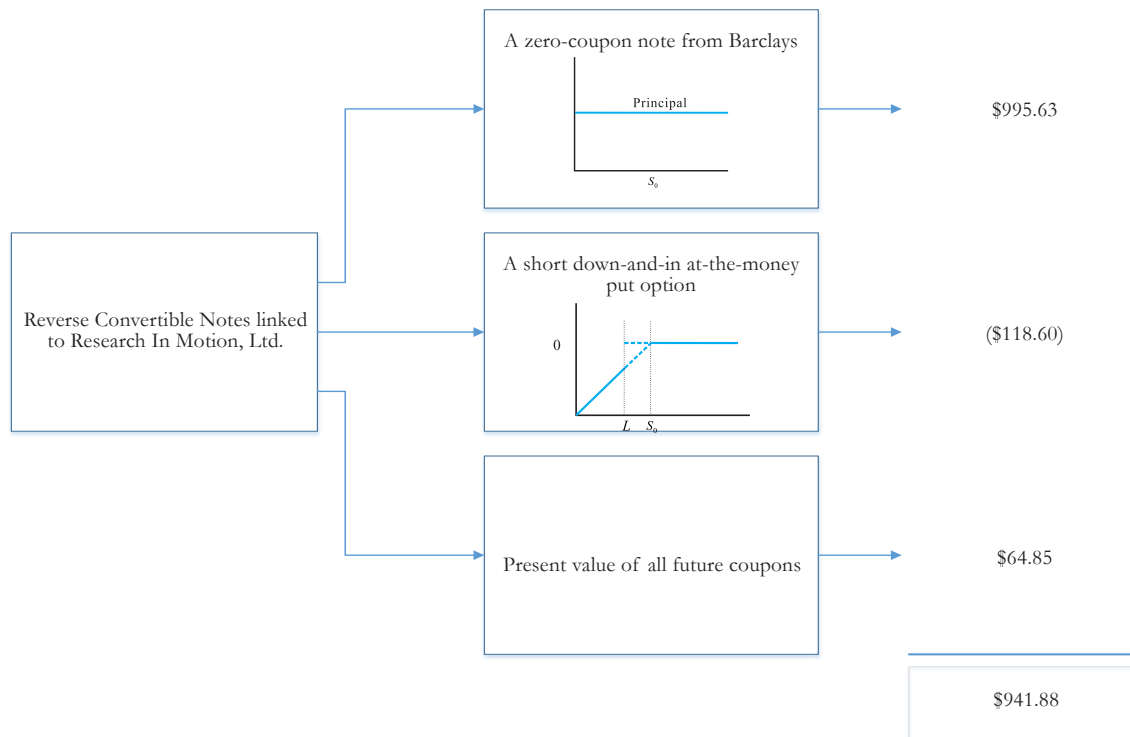 A zero-coupon note from Barclays
Principal
S₀
$995.63
Reverse Convertible Notes linked
to Research In Motion, Ltd.
A short down-and-in at-the-money
put option
0
L S₀
($118.60)
Present value of all future coupons
$64.85
$941.88